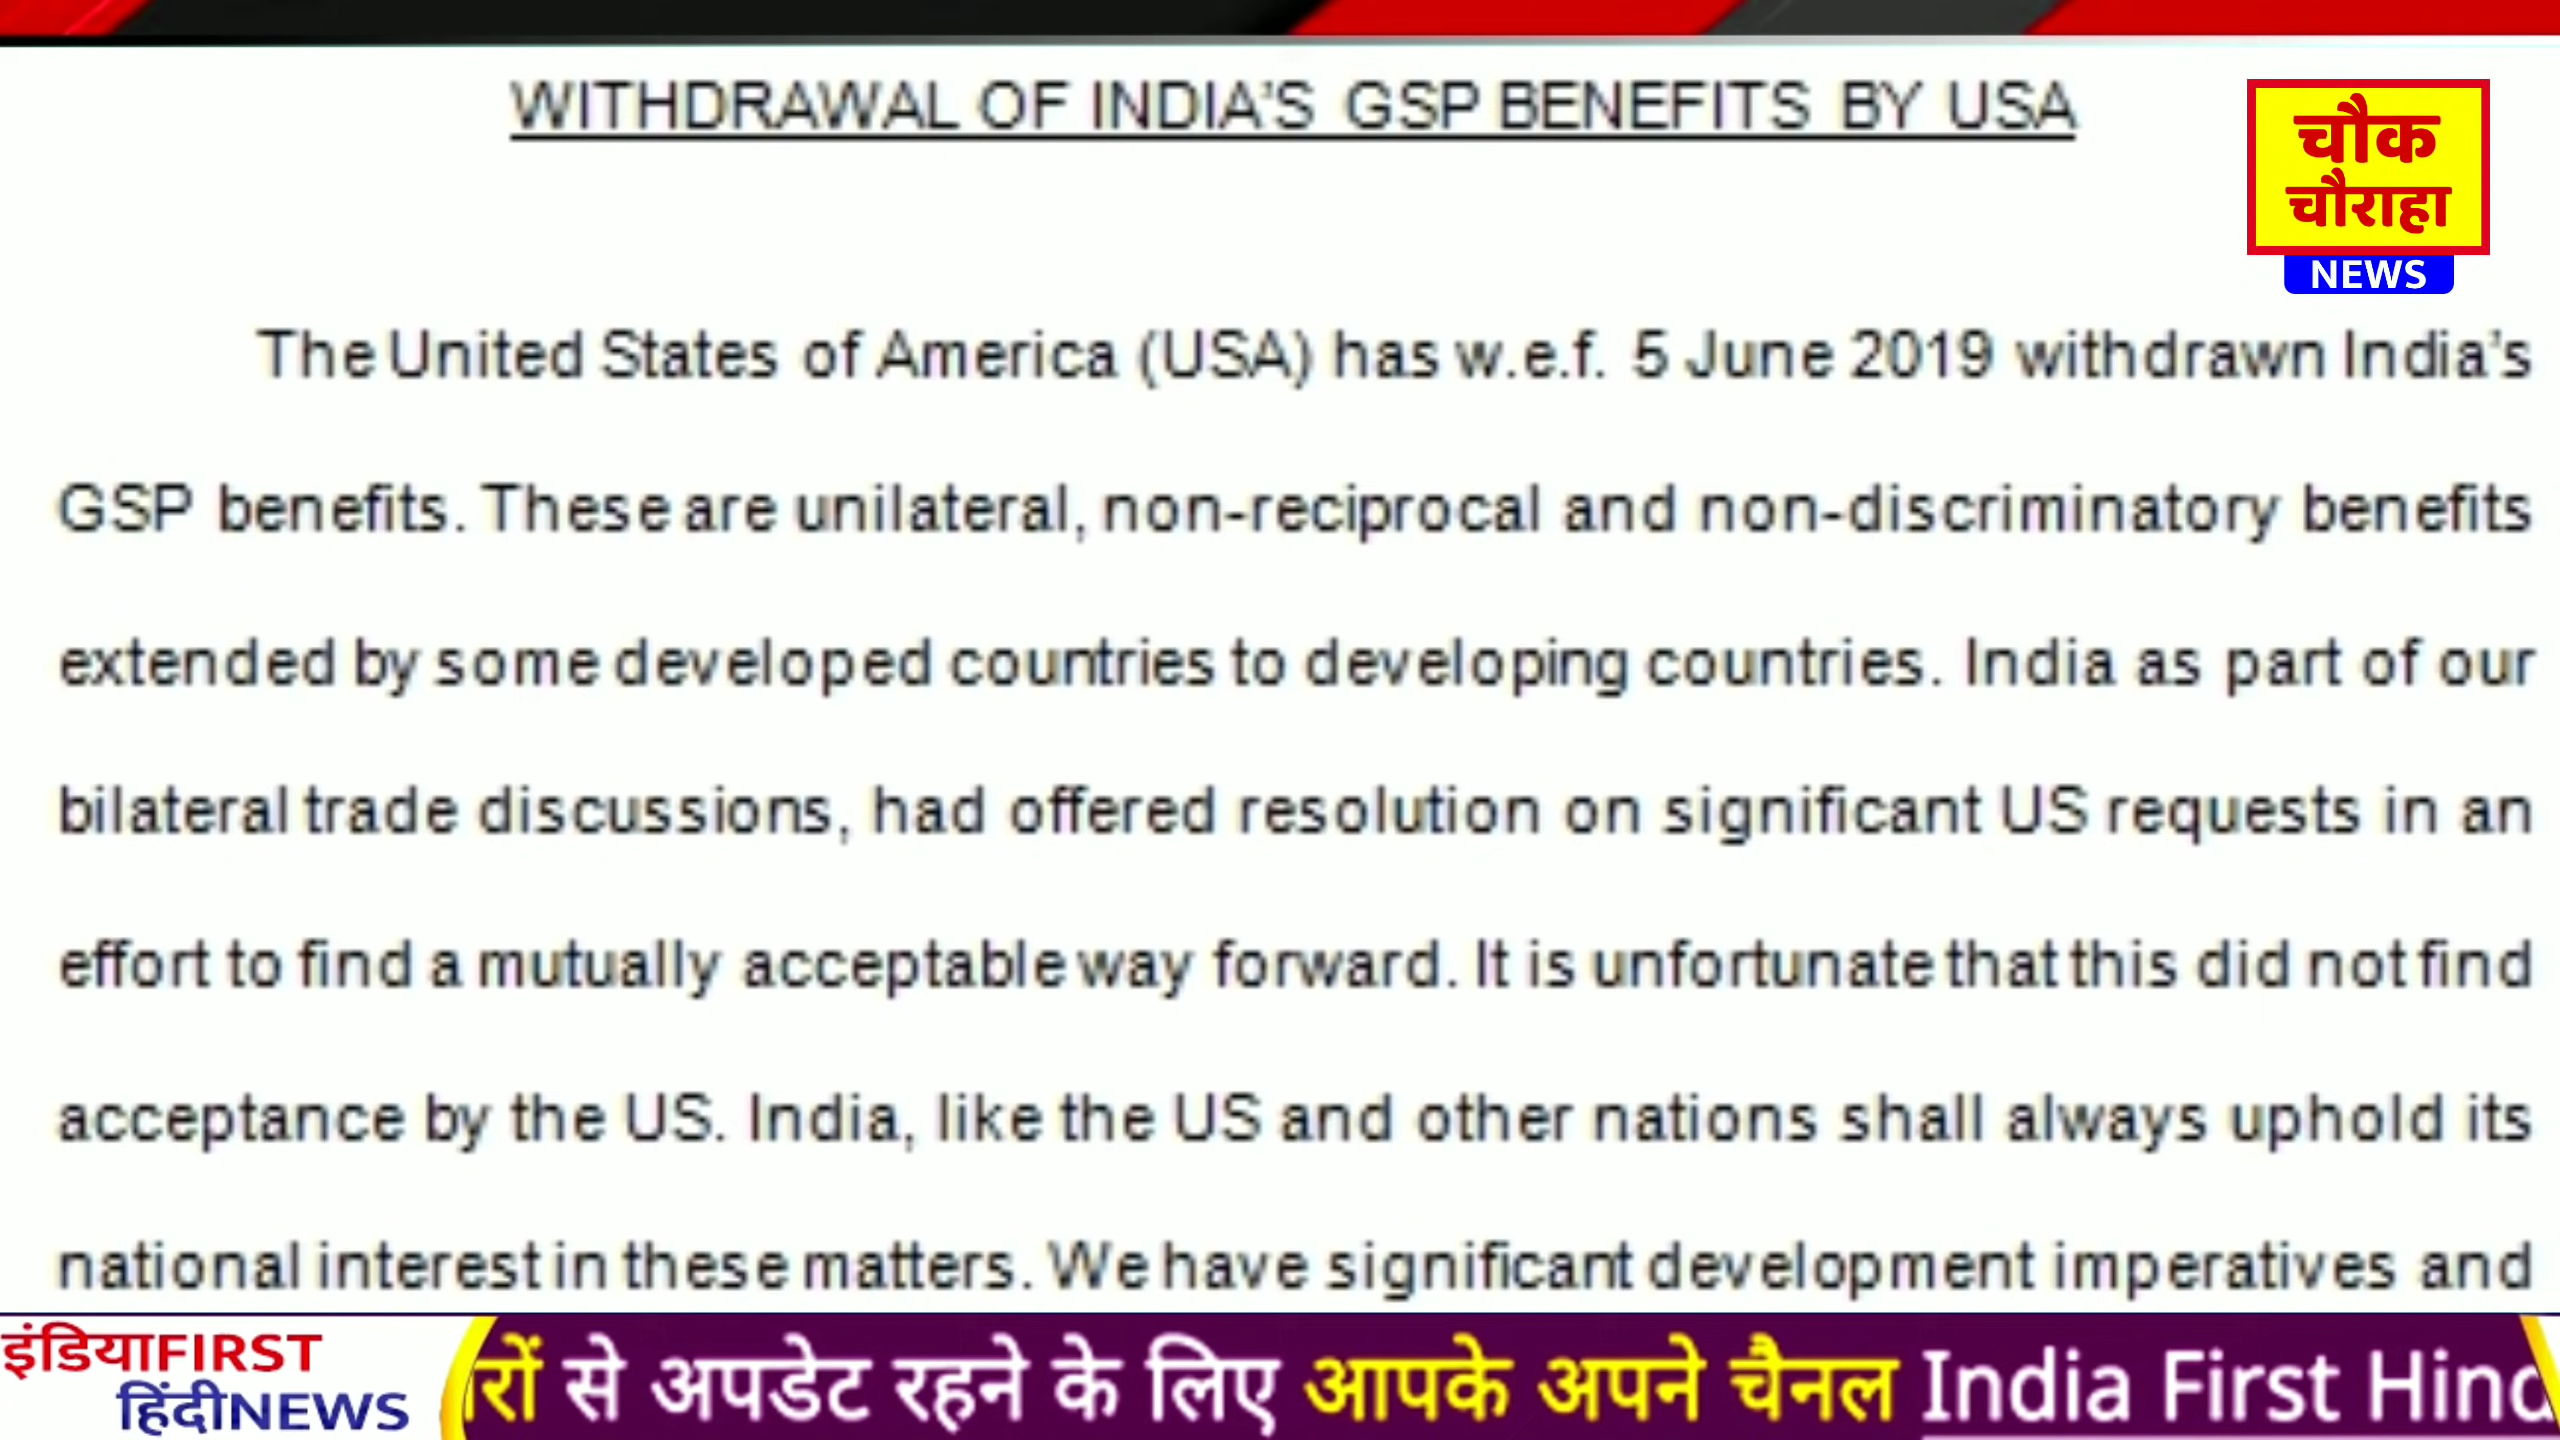 WITHDRAWAL OF INDIA'S GSP BENEFITS BY USA
चौक
चौराहा
NEWS
The United States of America (USA) has w.e.f. 5 June 2019 withdrawn India's
GSP benefits. These are unilateral, non-reciprocal and non-discriminatory benefits
extended by some developed countries to developing countries. India as part of our
bilateral trade discussions, had offered resolution on significant US requests in an
effort to find a mutually acceptable way forward. It is unfortunate that this did not find
acceptance by the US. India, like the US and other nations shall always uphold its
national interest in these matters. We have significant development imperatives and
इंडियाFIRST
हिंदीNEWS
रों से अपडेट रहने के लिए आपके अपने चैनल India First Hind